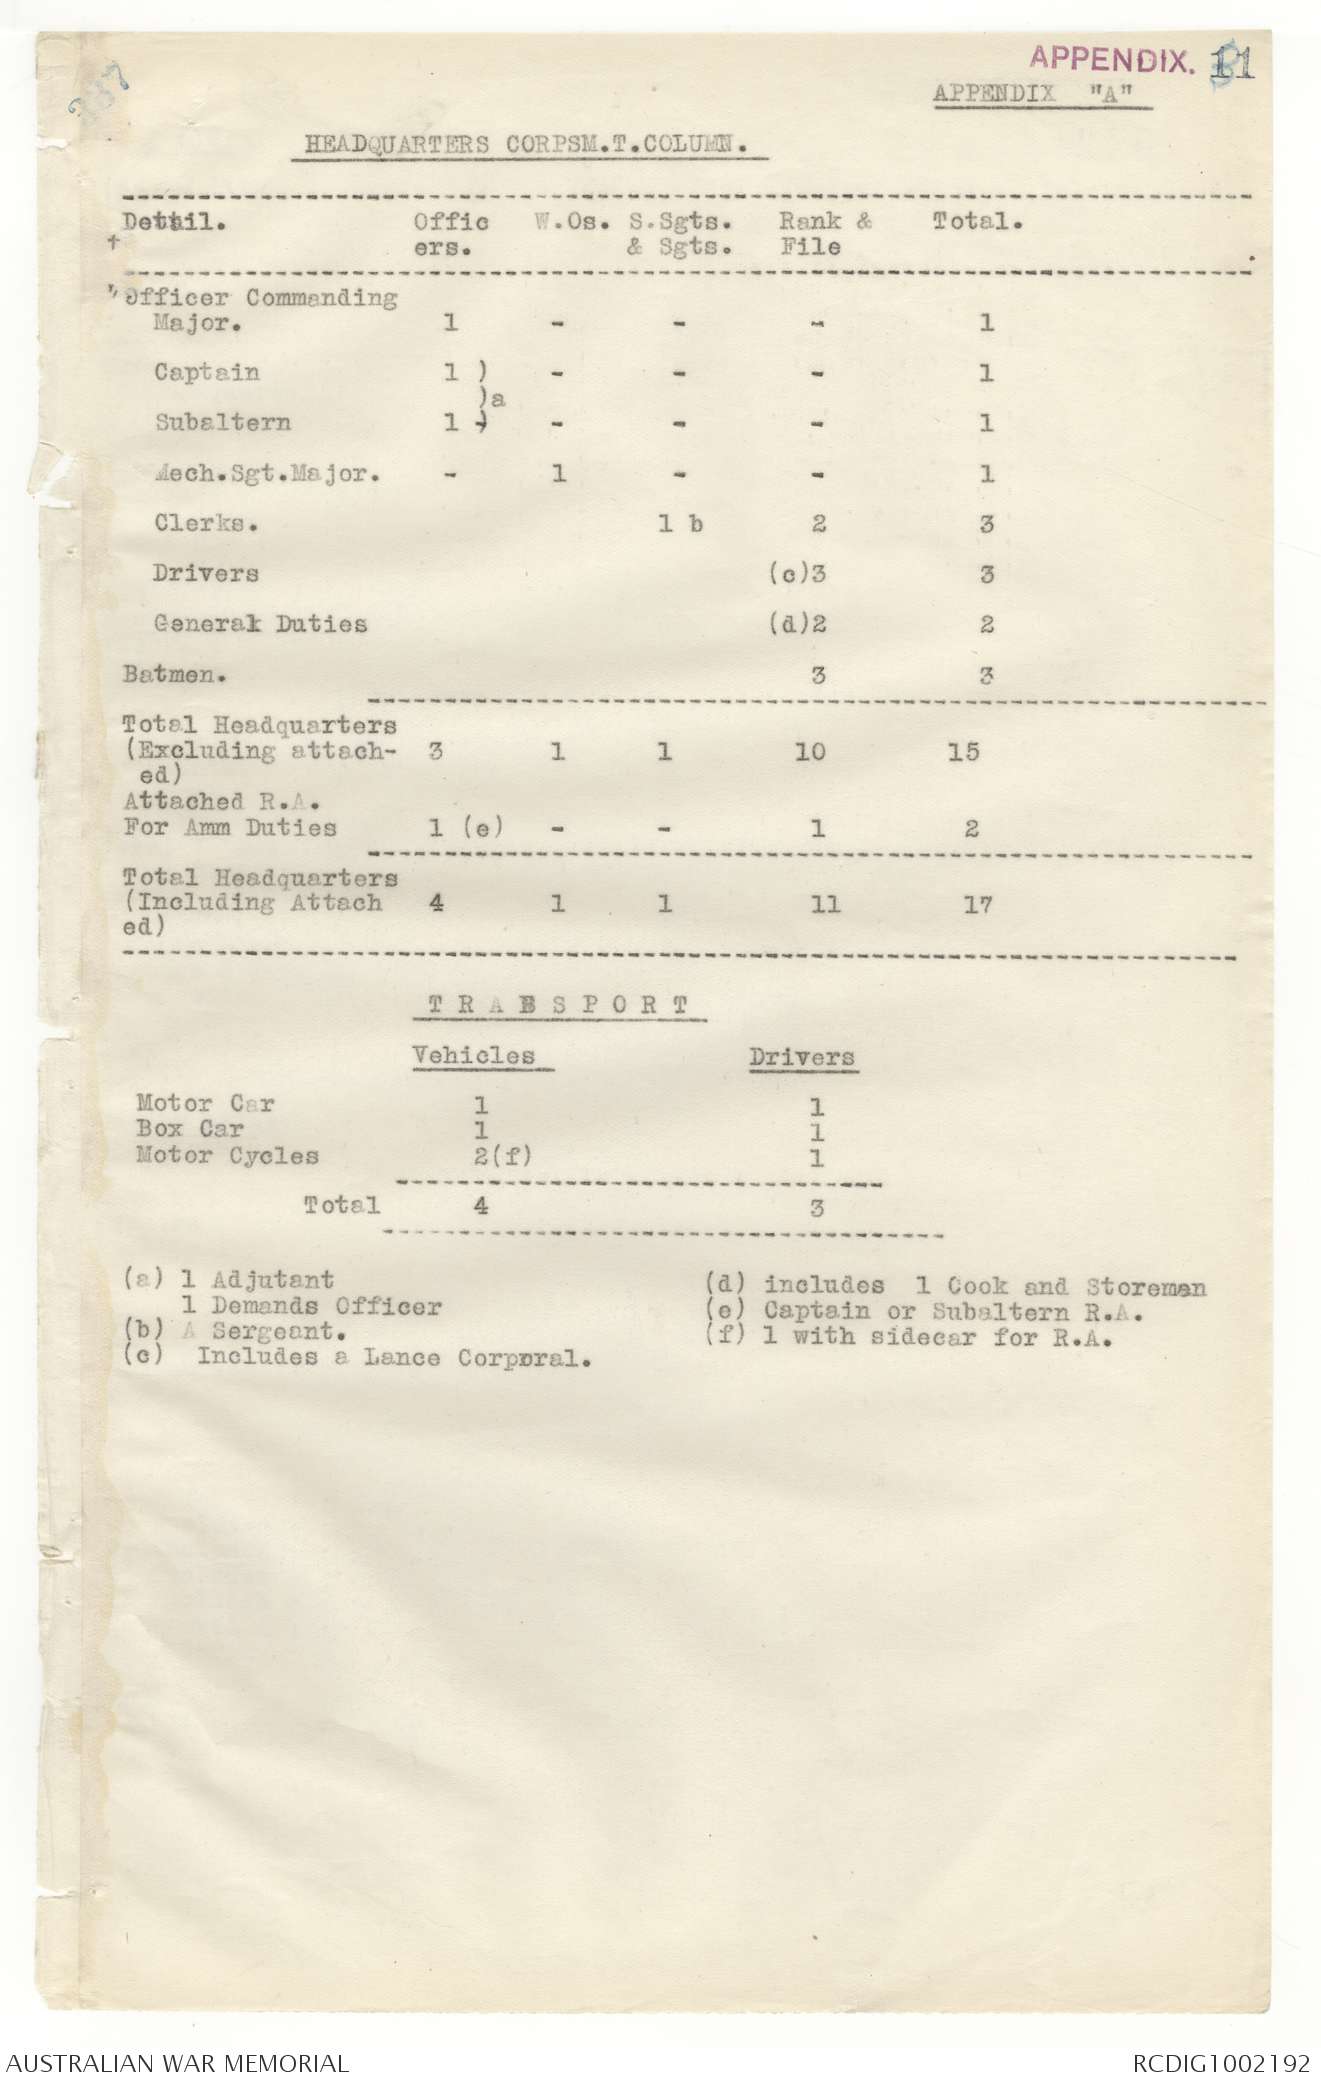 APPENDIX. 11
APPENDIX "A"
HEADQUARTERS CORPSM.T.COLUMN.
Detail. Offic W.Os. S.Sgts. Rank & Total.
ers. & Sgts. File
Officer Commanding
Major. 1 - - - 1
Captain 1 ) - - - 1
)a
Subaltern 1 ) - - - 1
Mech.Sgt.Major. - 1 - - 1
Clerks. 1 b 2 3
Drivers (c)3 3
General Duties (d)2 2
Batmen. 3 3
Total Headquarters
(Excluding attach- 3 1 1 10 15
ed)
Attached R.A.
For Amm Duties 1 (e) - - 1 2
Total Headquarters
(Including Attach 4 1 1 11 17
ed)
T R A N S P O R T
Vehicles Drivers
Motor Car 1 1
Box Car 1 1
Motor Cycles 2(f) 1
Total 4 3
(a) 1 Adjutant
1 Demands Officer
(b) A Sergeant.
(c) Includes a Lance Corporal.
(d) includes 1 Cook and Storeman
(e) Captain or Subaltern R.A.
(f) 1 with sidecar for R.A.
AUSTRALIAN WAR MEMORIAL RCDIG1002192